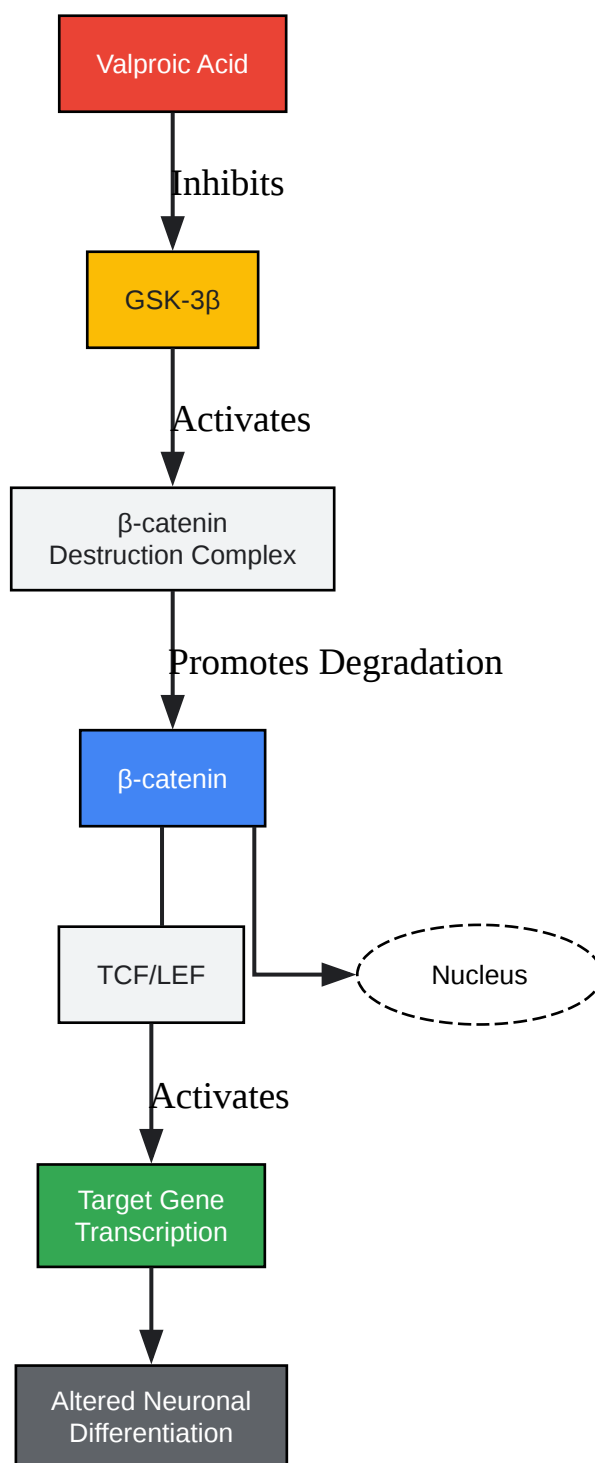 Valproic Acid
Inhibits
GSK-3β
Activates
β-catenin
Destruction Complex
Promotes Degradation
β-catenin
TCF/LEF
Nucleus
Activates
Target Gene
Transcription
Altered Neuronal
Differentiation